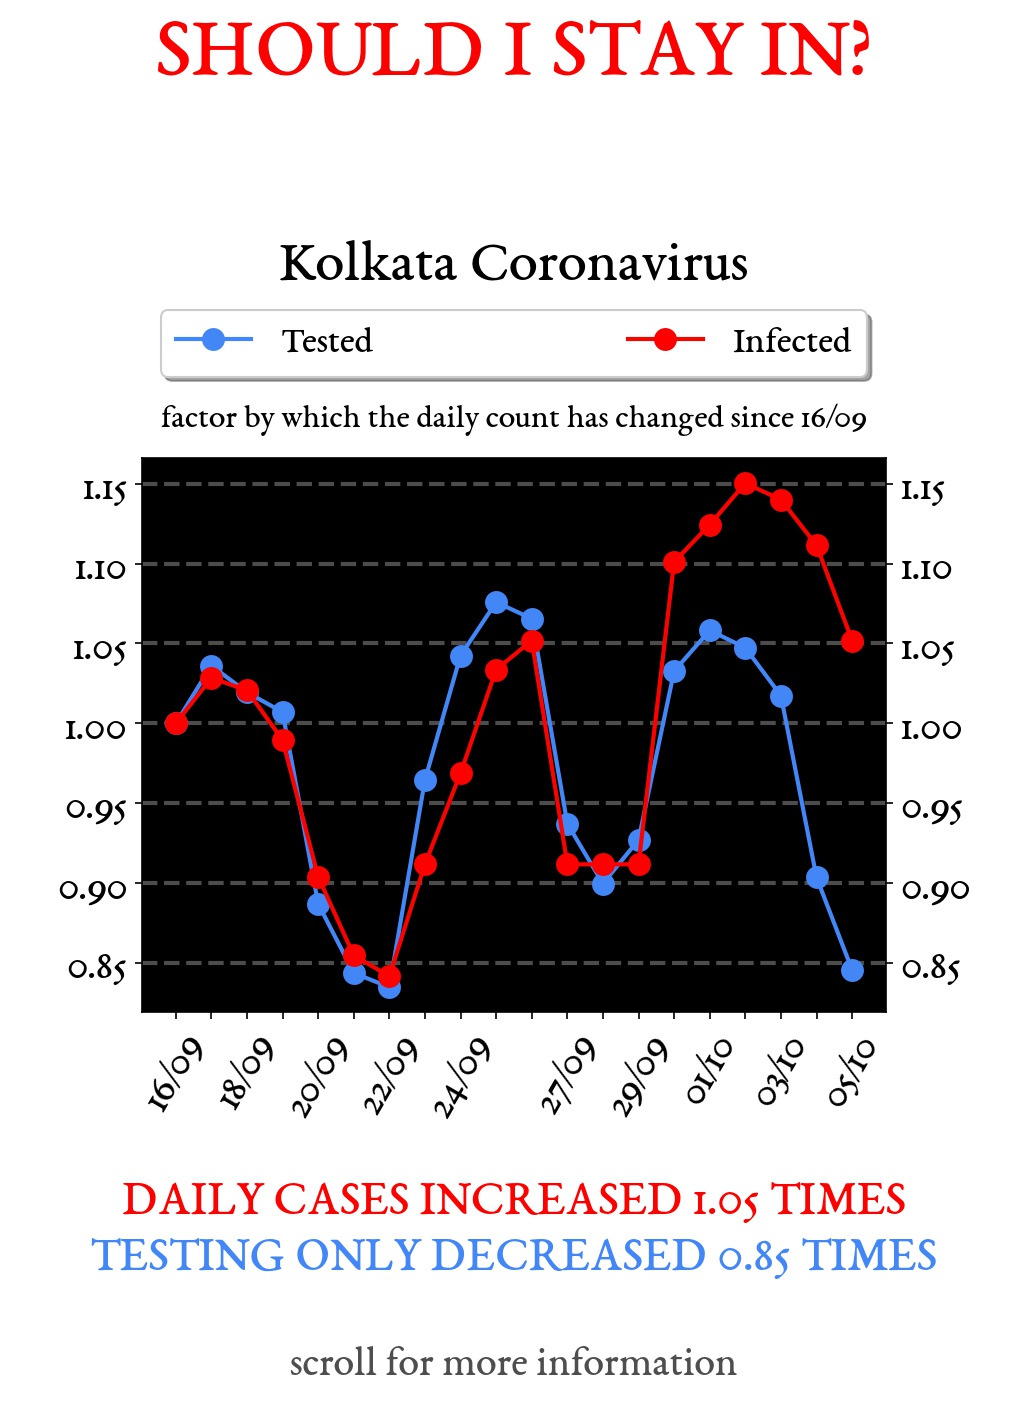 SHOULD I STAY IN?
Kolkata Coronavirus
Tested Infected
factor by which the daily count has changed since 16/09
1.15 1.15
1.10 1.10
1.05 1.05
1.00 1.00
0.95 0.95
0.90 0.90
0.85 0.85
16/09 18/09 20/09 22/09 24/09 27/09 29/09 01/10 03/10 05/10
DAILY CASES INCREASED 1.05 TIMES
TESTING ONLY DECREASED 0.85 TIMES
scroll for more information